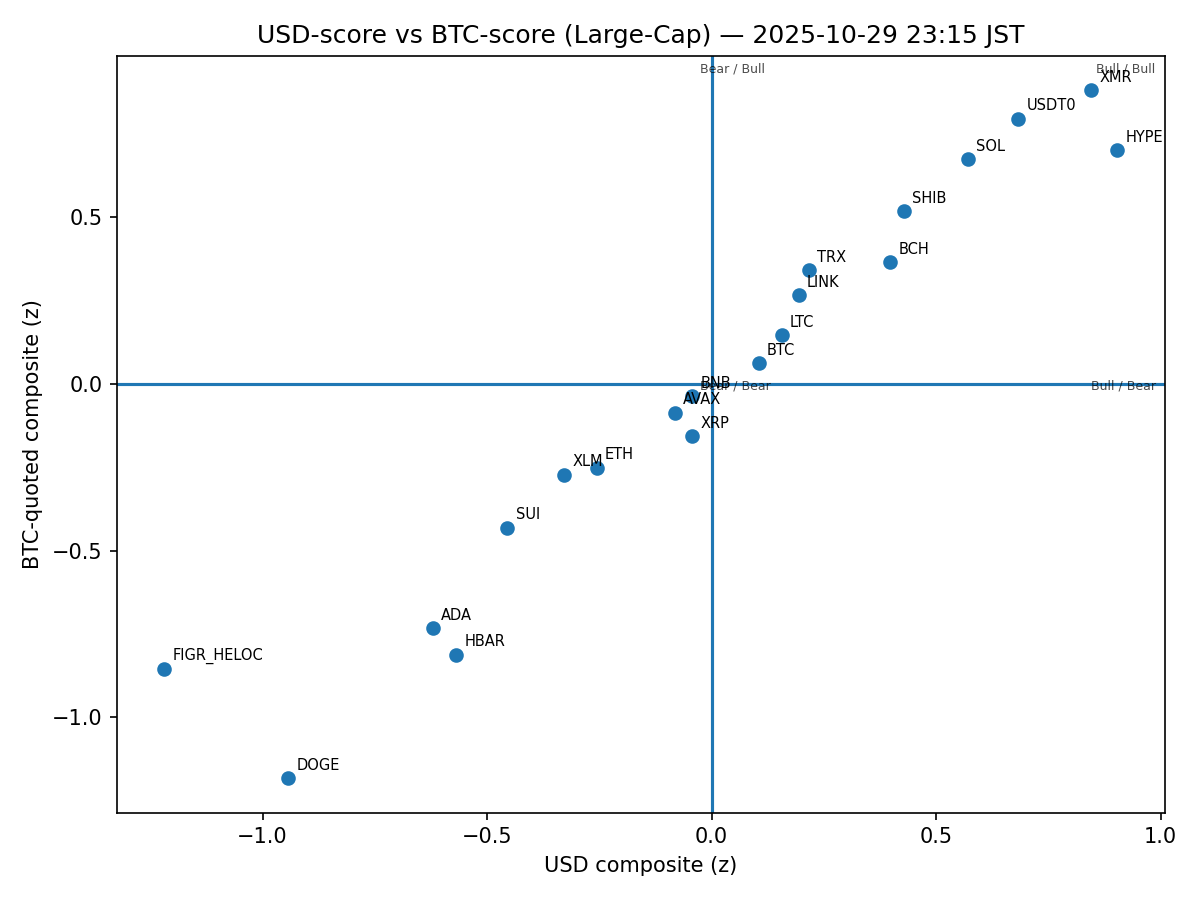 USD-score vs BTC-score (Large-Cap) — 2025-10-29 23:15 JST
Bear / Bull
Bull / Bull
XMR
USDT0
HYPE
SOL
SHIB
BCH
TRX
LINK
LTC
BTC
BNB
Bear / Bear
Bull / Bear
AVAX
XRP
ETH
XLM
SUI
ADA
HBAR
FIGR_HELOC
DOGE
0.5
0.0
−0.5
−1.0
BTC-quoted composite (z)
−1.0
−0.5
0.0
0.5
1.0
USD composite (z)